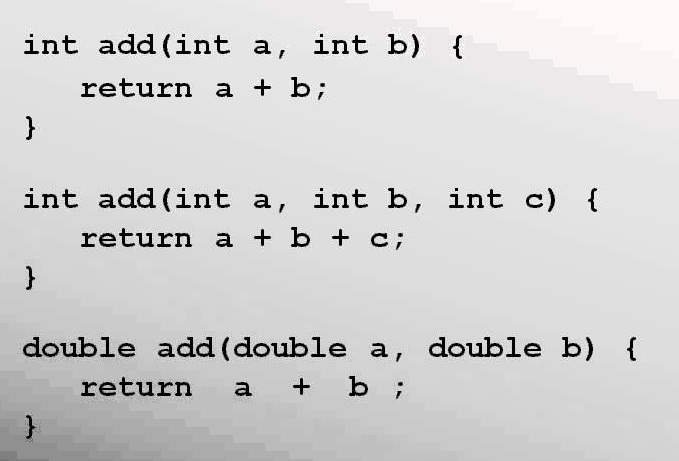 int add(int a, int b) {
   return a + b;
}
int add(int a, int b, int c) {
   return a + b + c;
}
double add(double a, double b) {
   return  a  +  b ;
}